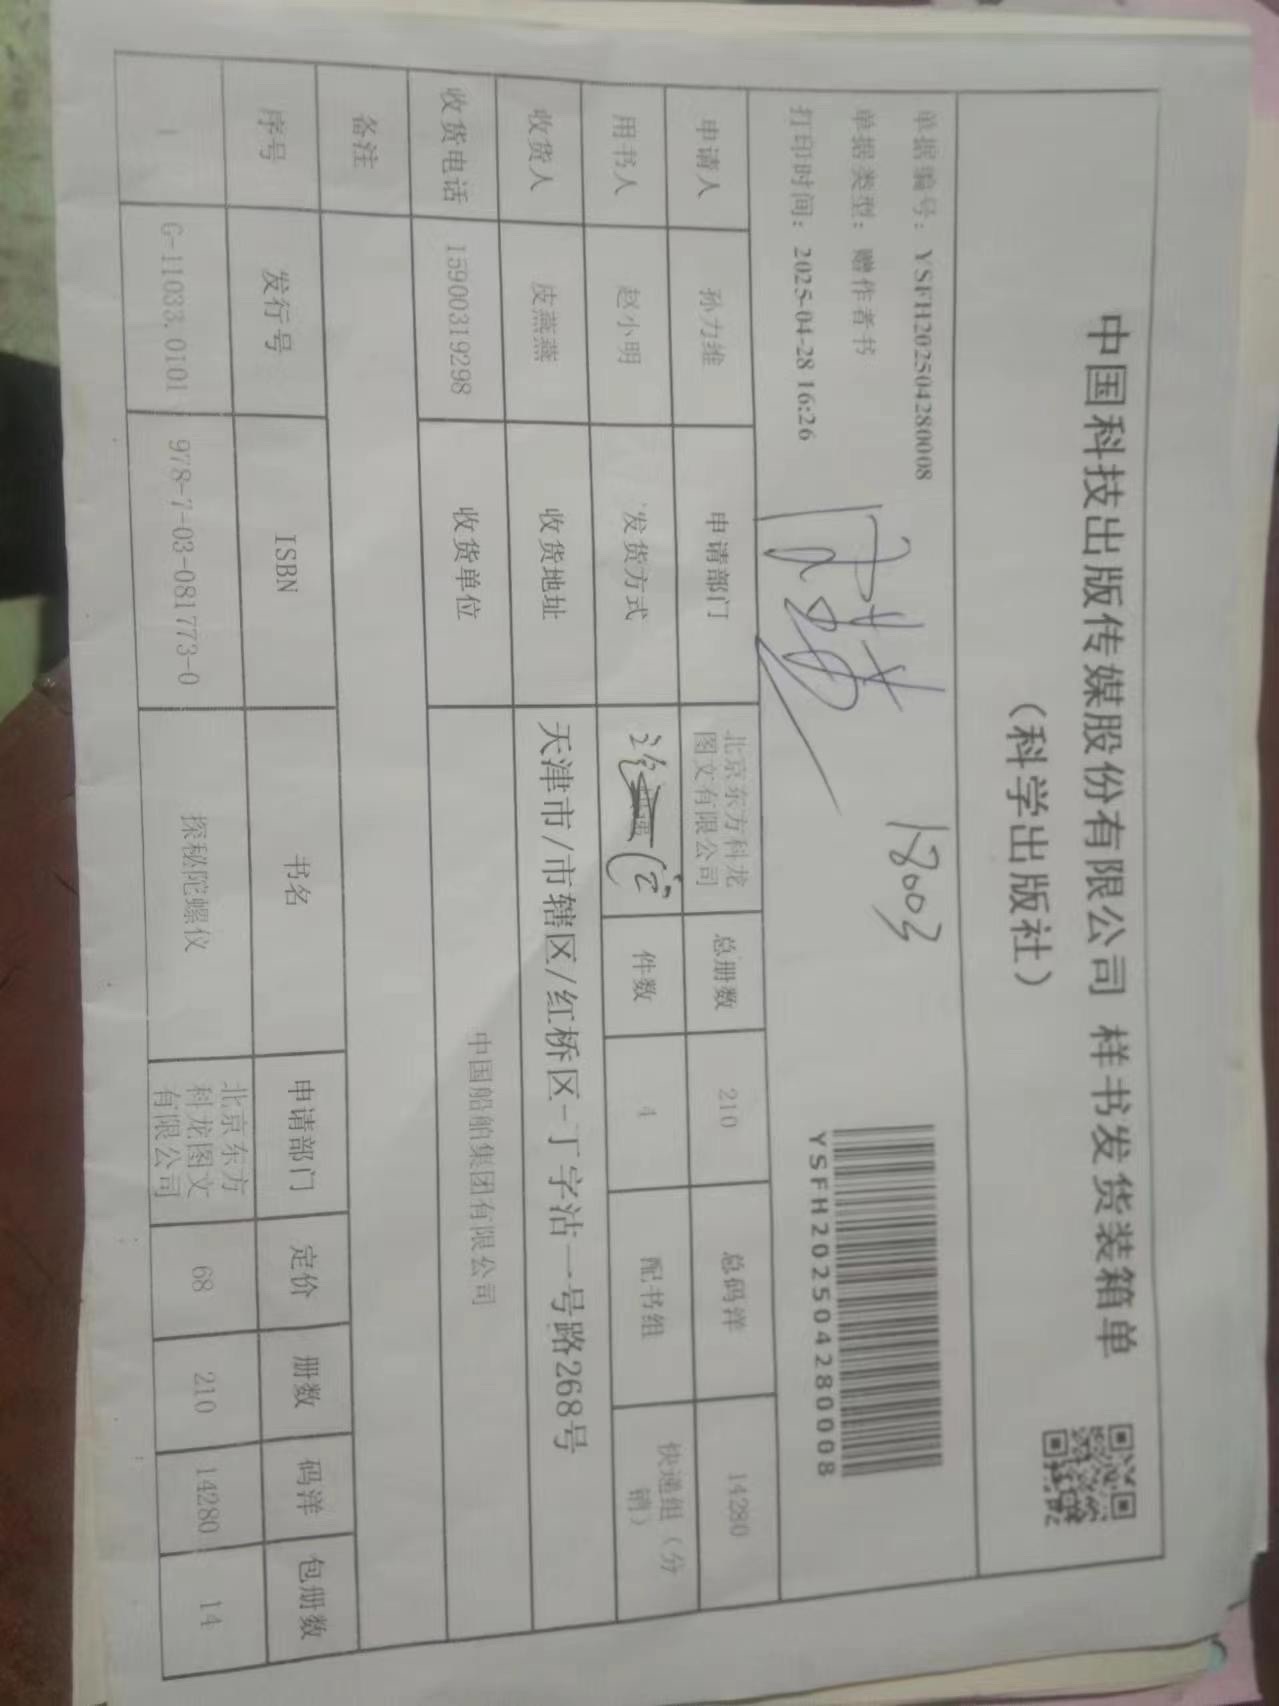 中国科技出版传媒股份有限公司 样书发货装箱单
（科学出版社）
单据编号：YSFH202504280008
单据类型：赠作者书
打印时间：2025-04-28 16:26
18003
YSFH202504280008
申请人 孙力维 申请部门 北京东方科龙图文有限公司 总册数 210 总码洋 14280
用书人 赵小明 发货方式 件数 4 配书组 快递组（分销）
收货人 皮燕燕 收货地址 天津市/市辖区/红桥区-丁字沽一号路268号
收货电话 15900319298 收货单位 中国船舶集团有限公司
备注
序号 发行号 ISBN 书名 申请部门 定价 册数 码洋 包册数
1 G-11033.0101 978-7-03-081773-0 探秘陀螺仪 北京东方科龙图文有限公司 68 210 14280 14